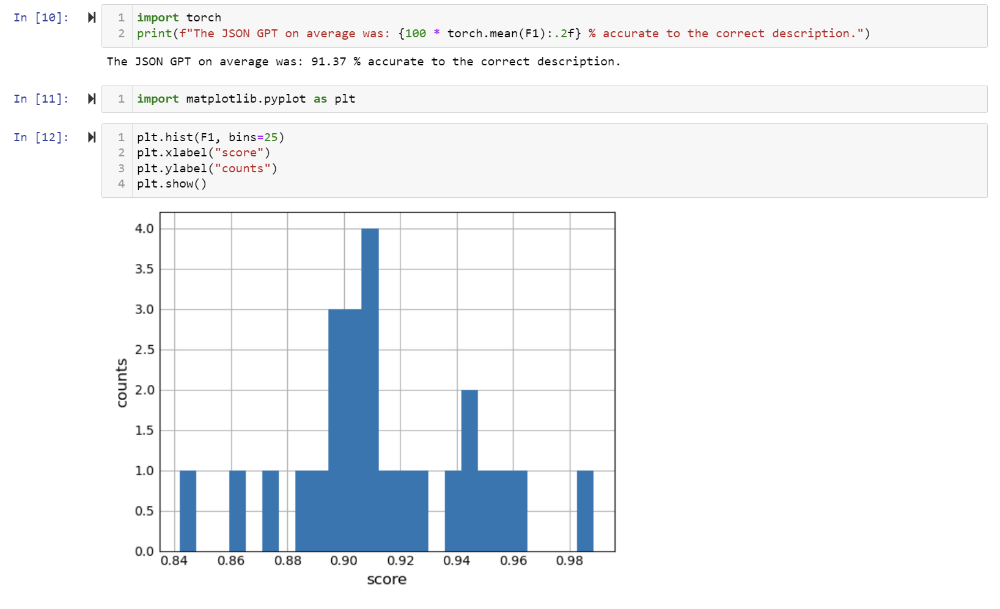 In [10]:
1 import torch
2 print(f"The JSON GPT on average was: {100 * torch.mean(F1):.2f} % accurate to the correct description.")
The JSON GPT on average was: 91.37 % accurate to the correct description.
In [11]:
1 import matplotlib.pyplot as plt
In [12]:
1 plt.hist(F1, bins=25)
2 plt.xlabel("score")
3 plt.ylabel("counts")
4 plt.show()
4.0
3.5
3.0
2.5
2.0
1.5
1.0
0.5
0.0
counts
0.84 0.86 0.88 0.90 0.92 0.94 0.96 0.98
score